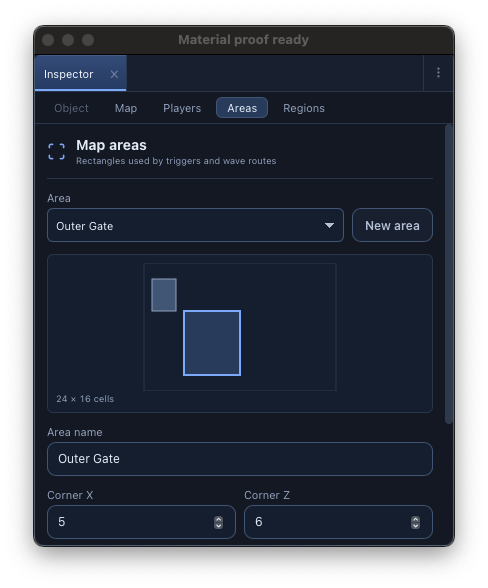 Material proof ready
Inspector
Object Map Players Areas Regions
Map areas
Rectangles used by triggers and wave routes
Area
Outer Gate
New area
24 × 16 cells
Area name
Outer Gate
Corner X Corner Z
5 6